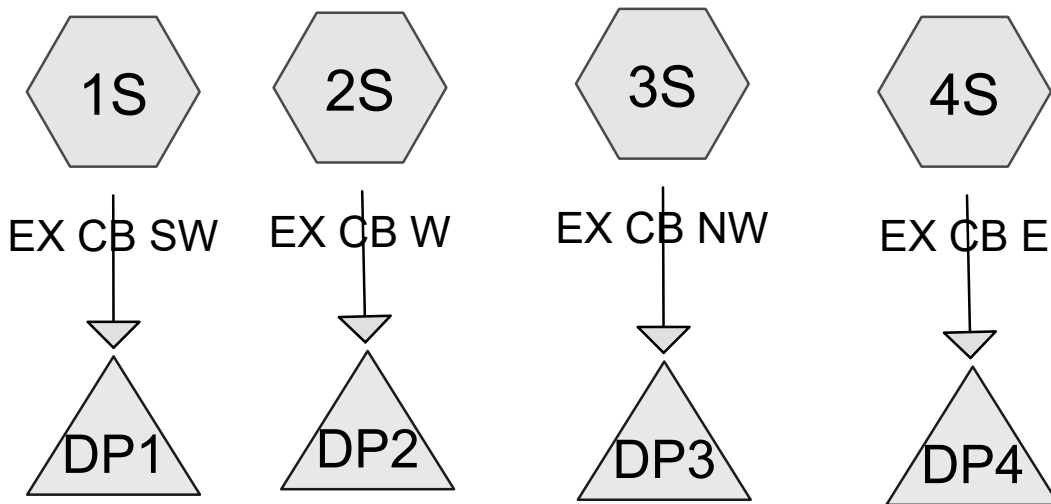 1S
2S
3S
4S
EX CB SW
EX CB W
EX CB NW
EX CB E
DP1
DP2
DP3
DP4